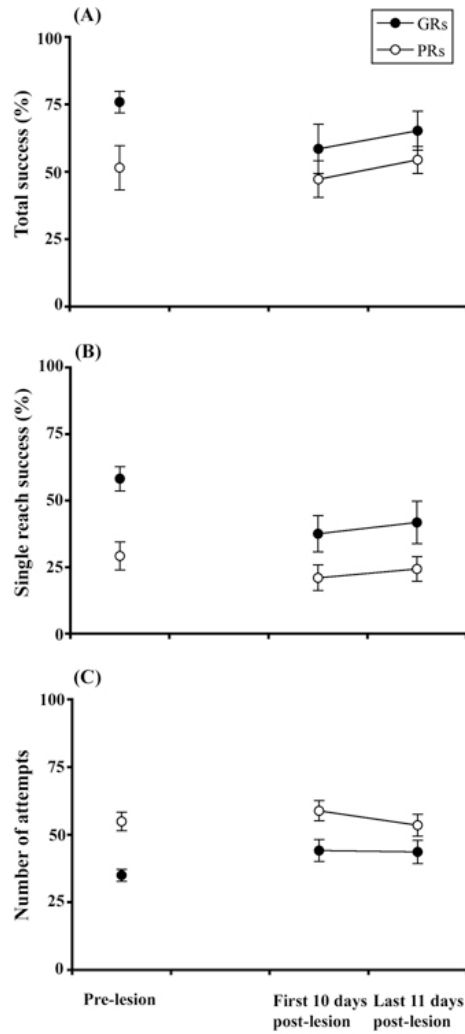 (A)
GRs
PRs
100
75
50
25
0
Total success (%)
(B)
100
75
50
25
0
Single reach success (%)
(C)
100
75
50
25
0
Number of attempts
Pre-lesion
First 10 days
post-lesion
Last 11 days
post-lesion